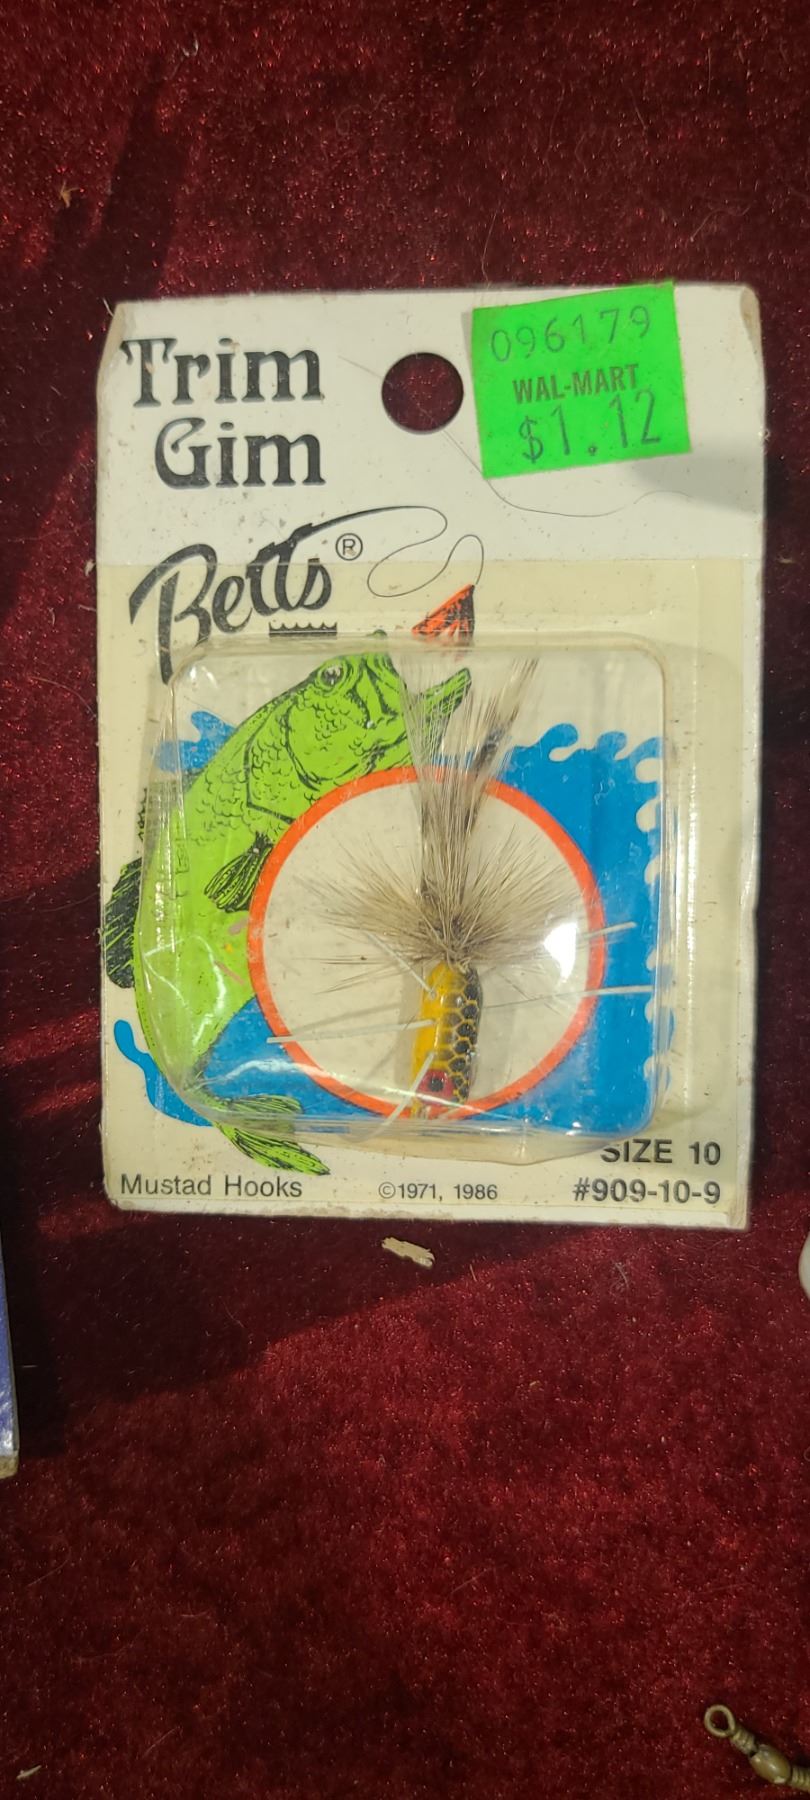 Trim
Gim
096179
WAL-MART
$1.12
Betts®
SIZE 10
Mustad Hooks ©1971, 1986 #909-10-9